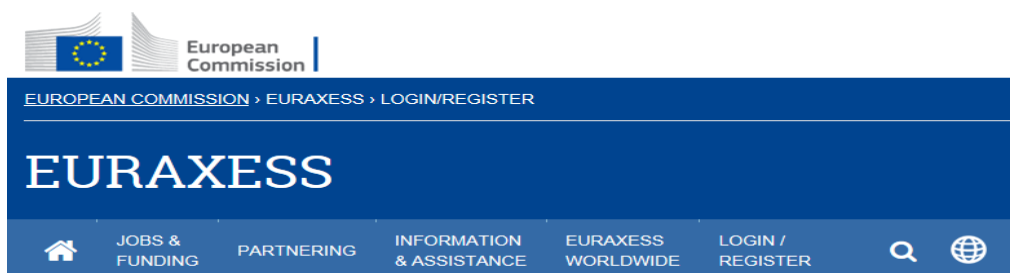 European
Commission
EUROPEAN COMMISSION › EURAXESS › LOGIN/REGISTER
EURAXESS
JOBS &
FUNDING
PARTNERING
INFORMATION
& ASSISTANCE
EURAXESS
WORLDWIDE
LOGIN /
REGISTER